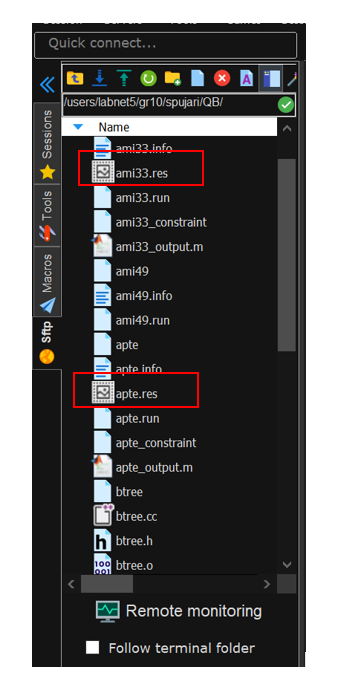 Quick connect...
/users/labnet5/gr10/spujari/QB/
Sessions
Tools
Macros
Sftp
Name
ami33.info
ami33.res
ami33.run
ami33_constraint
ami33_output.m
ami49
ami49.info
ami49.run
apte
apte.info
apte.res
apte.run
apte_constraint
apte_output.m
btree
btree.cc
btree.h
btree.o
Remote monitoring
Follow terminal folder